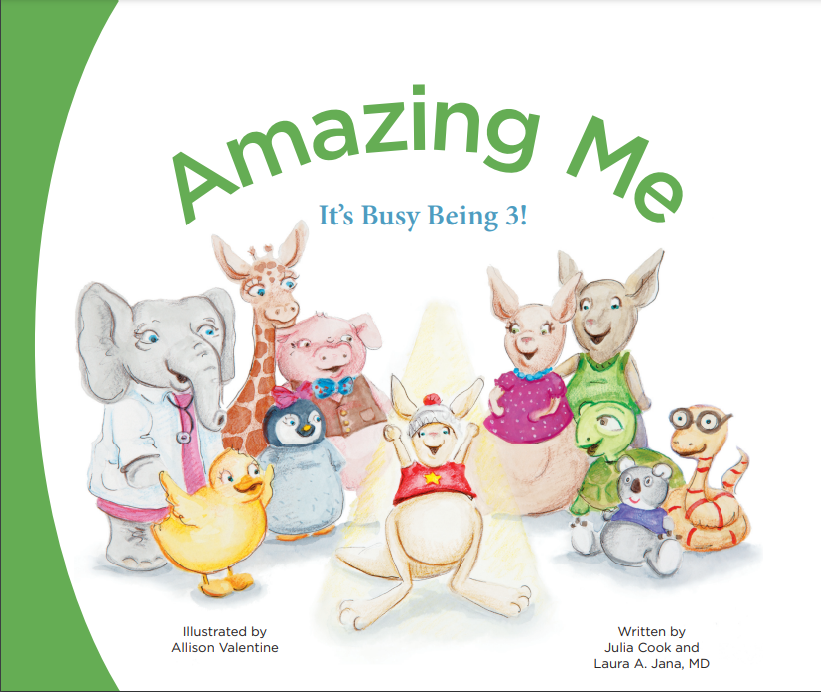 Amazing Me
It's Busy Being 3!
Illustrated by
Allison Valentine
Written by
Julia Cook and
Laura A. Jana, MD